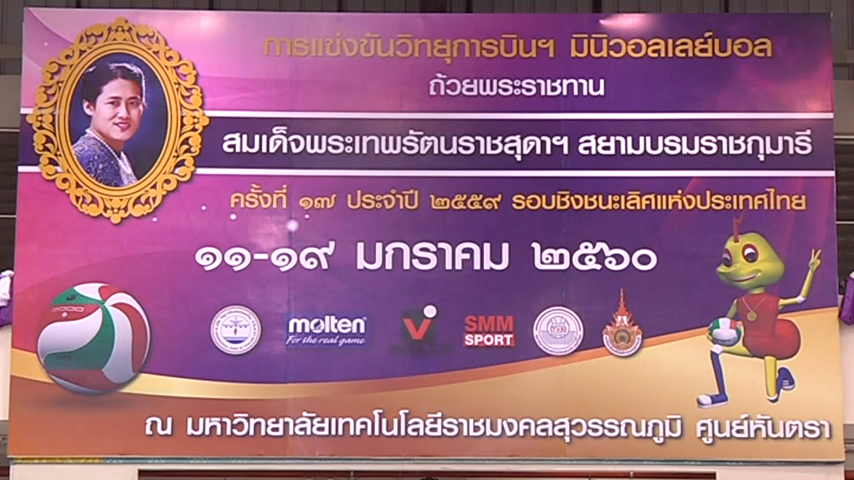 การแข่งขันวิทยุการบินฯ มินิวอลเลย์บอล
ถ้วยพระราชทาน
สมเด็จพระเทพรัตนราชสุดาฯ สยามบรมราชกุมารี
ครั้งที่ ๑๗ ประจำปี ๒๕๕๙ รอบชิงชนะเลิศแห่งประเทศไทย
๑๑-๑๙ มกราคม ๒๕๖๐
molten
For the real game
SMM
SPORT
ณ มหาวิทยาลัยเทคโนโลยีราชมงคลสุวรรณภูมิ ศูนย์หันตรา